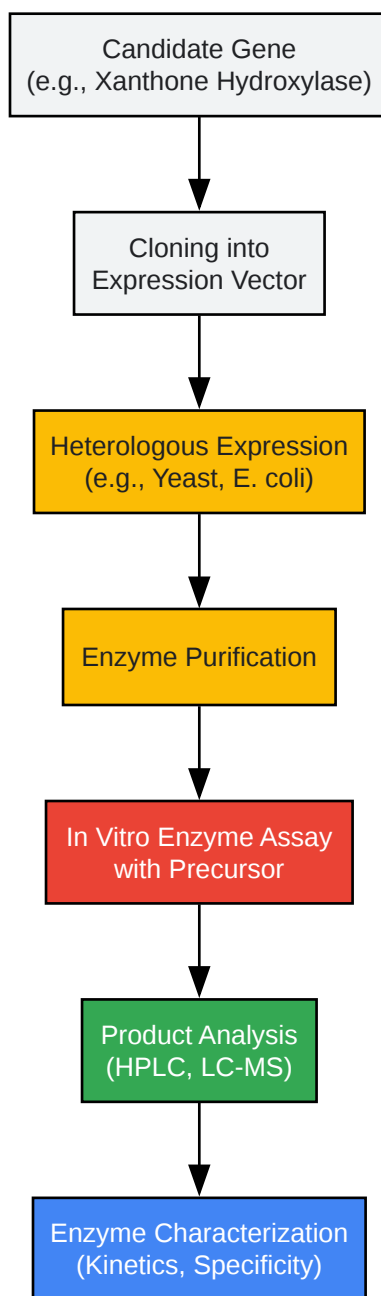 Candidate Gene
(e.g., Xanthone Hydroxylase)
Cloning into
Expression Vector
Heterologous Expression
(e.g., Yeast, E. coli)
Enzyme Purification
In Vitro Enzyme Assay
with Precursor
Product Analysis
(HPLC, LC-MS)
Enzyme Characterization
(Kinetics, Specificity)